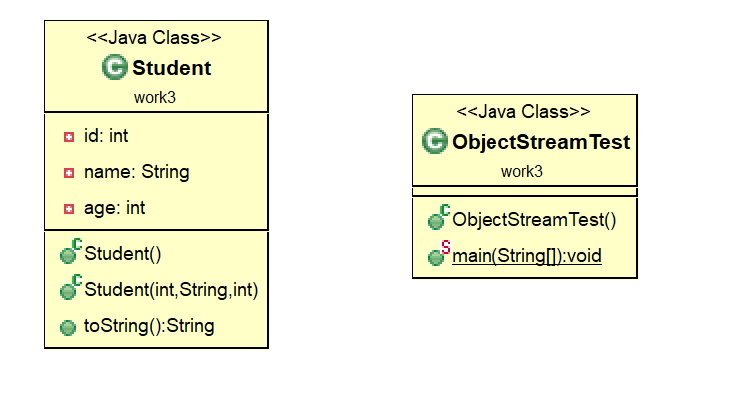 <<Java Class>>
Student
work3
id: int
name: String
age: int
Student()
Student(int,String,int)
toString():String
<<Java Class>>
ObjectStreamTest
work3
ObjectStreamTest()
main(String[]):void